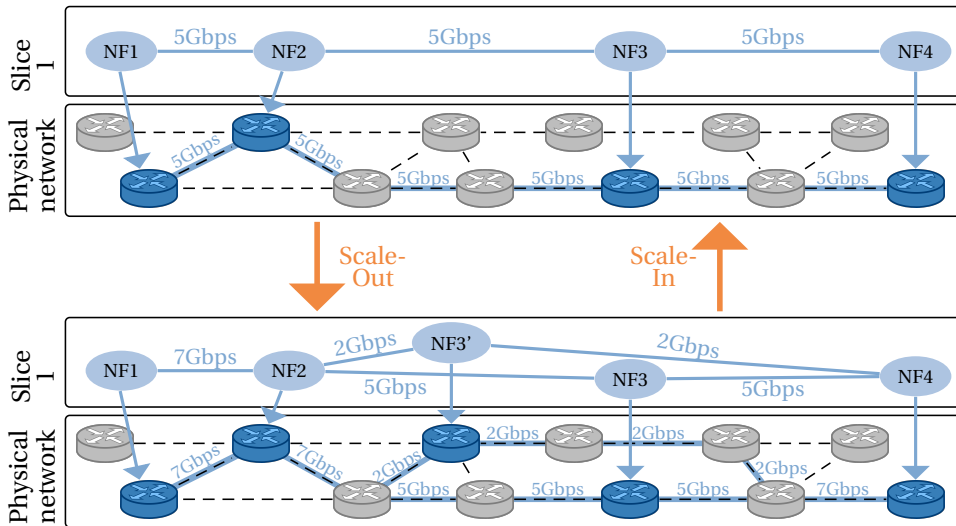 Slice
1
5Gbps
5Gbps
5Gbps
NF1
NF2
NF3
NF4
Physical
network
5Gbps
5Gbps
5Gbps
5Gbps
5Gbps
5Gbps
Scale-
Out
Scale-
In
Slice
1
NF3’
2Gbps
2Gbps
7Gbps
NF1
NF2
NF3
NF4
5Gbps
5Gbps
Physical
network
2Gbps
2Gbps
7Gbps
7Gbps
2Gbps
2Gbps
5Gbps
5Gbps
5Gbps
7Gbps